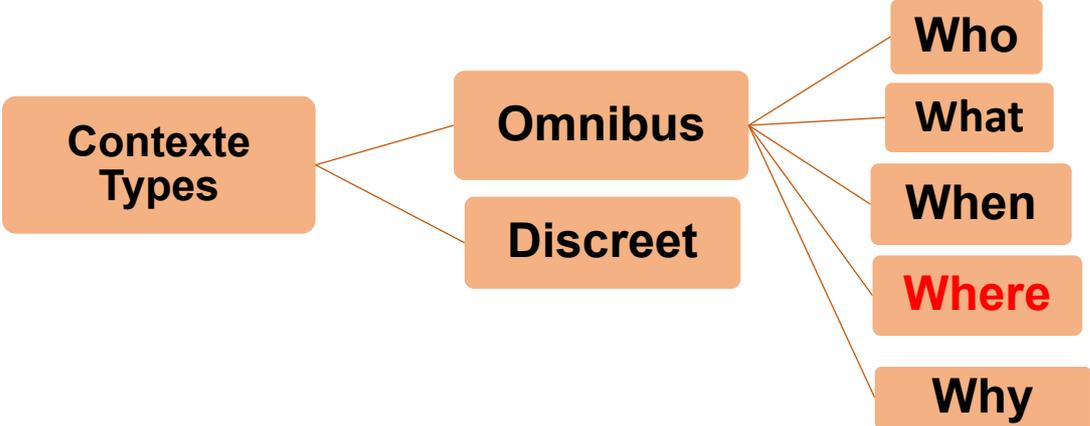 Contexte
Types
Omnibus
Discreet
Who
What
When
Where
Why